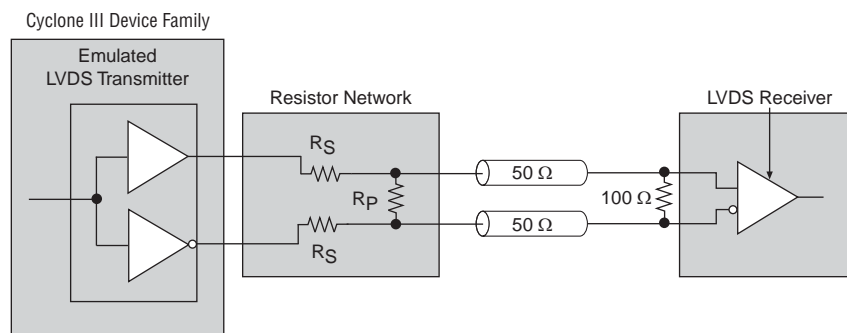 Cyclone III Device Family
Emulated
LVDS Transmitter
Resistor Network
LVDS Receiver
RS
50 Ω
RP
100 Ω
50 Ω
RS